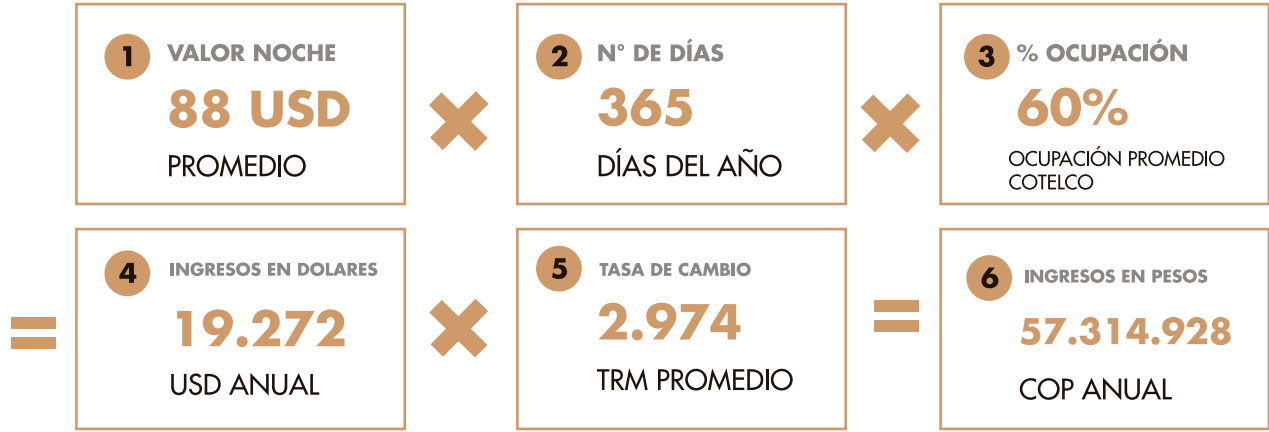 1 VALOR NOCHE
88 USD
PROMEDIO
2 N° DE DÍAS
365
DÍAS DEL AÑO
3 % OCUPACIÓN
60%
OCUPACIÓN PROMEDIO
COTELCO
4 INGRESOS EN DOLARES
19.272
USD ANUAL
5 TASA DE CAMBIO
2.974
TRM PROMEDIO
6 INGRESOS EN PESOS
57.314.928
COP ANUAL